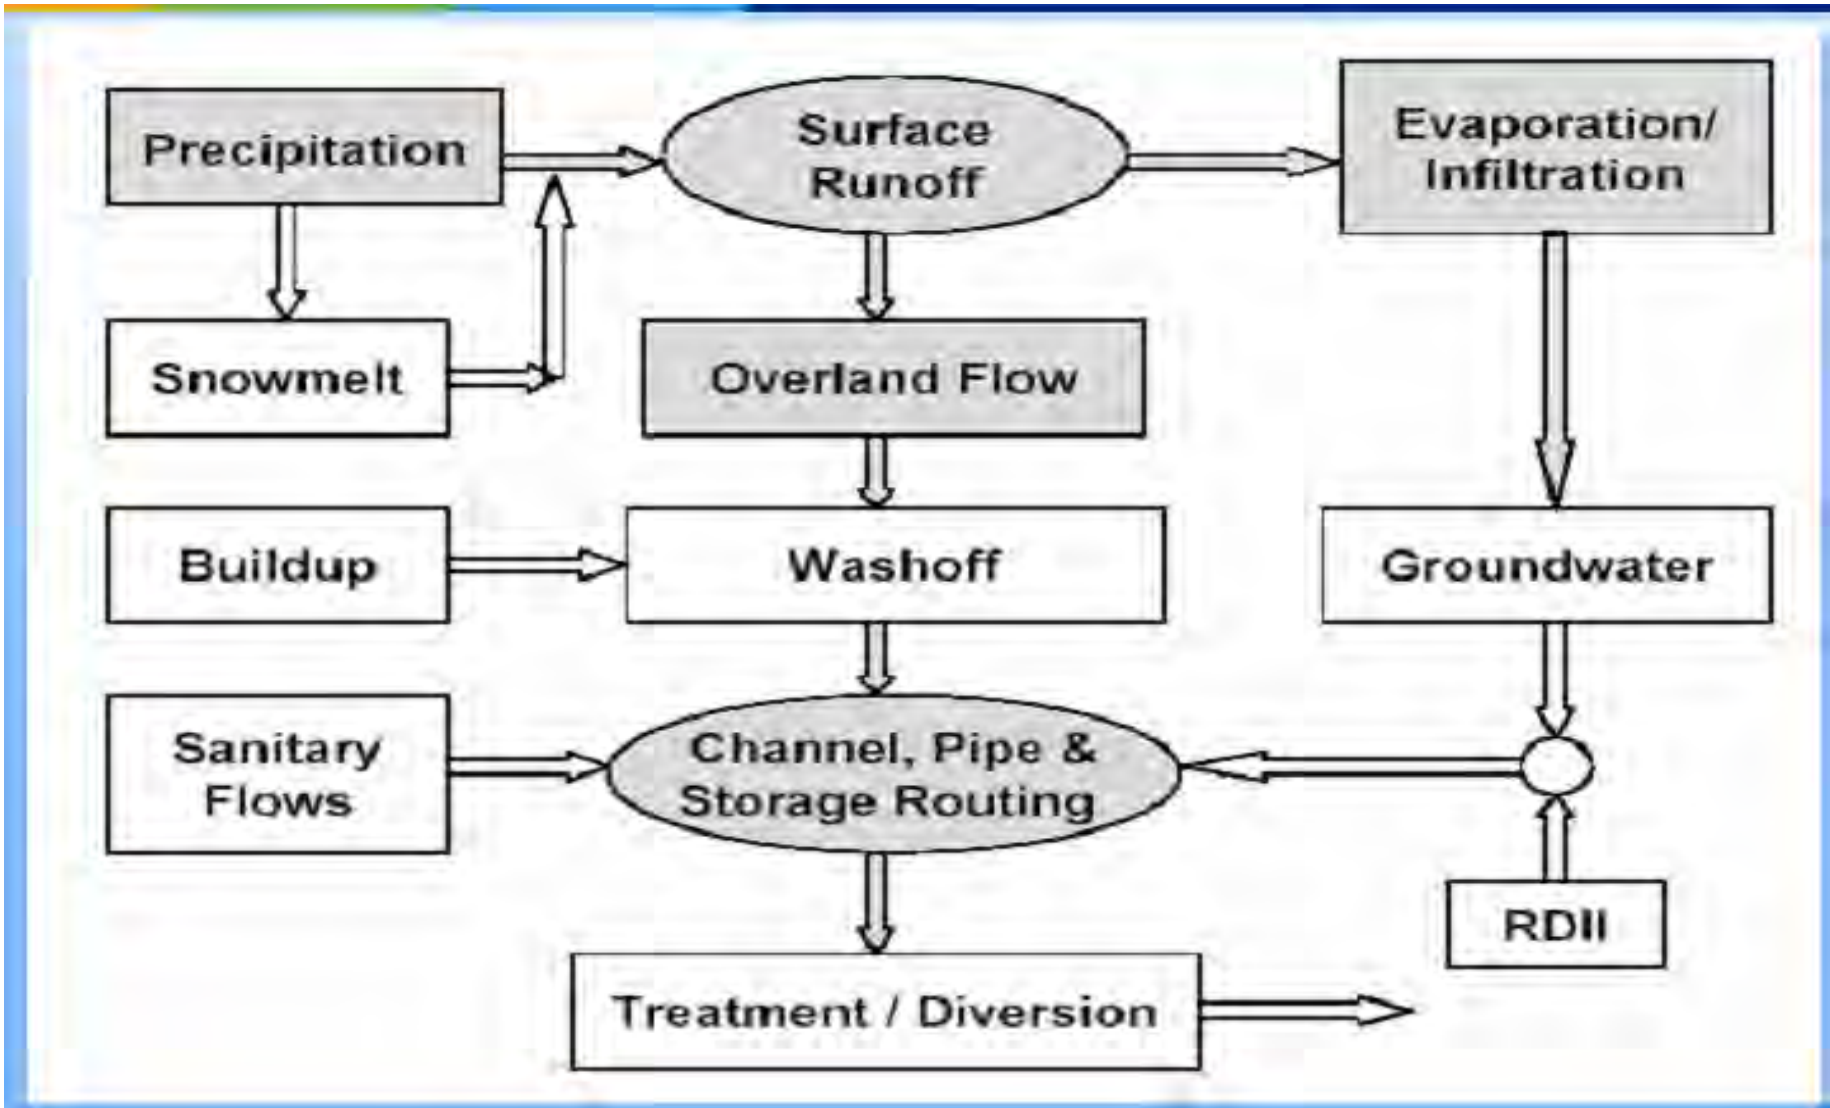 Precipitation
Surface
Runoff
Evaporation/
Infiltration
Snowmelt
Overland Flow
Buildup
Washoff
Groundwater
Sanitary
Flows
Channel, Pipe &
Storage Routing
RDII
Treatment / Diversion